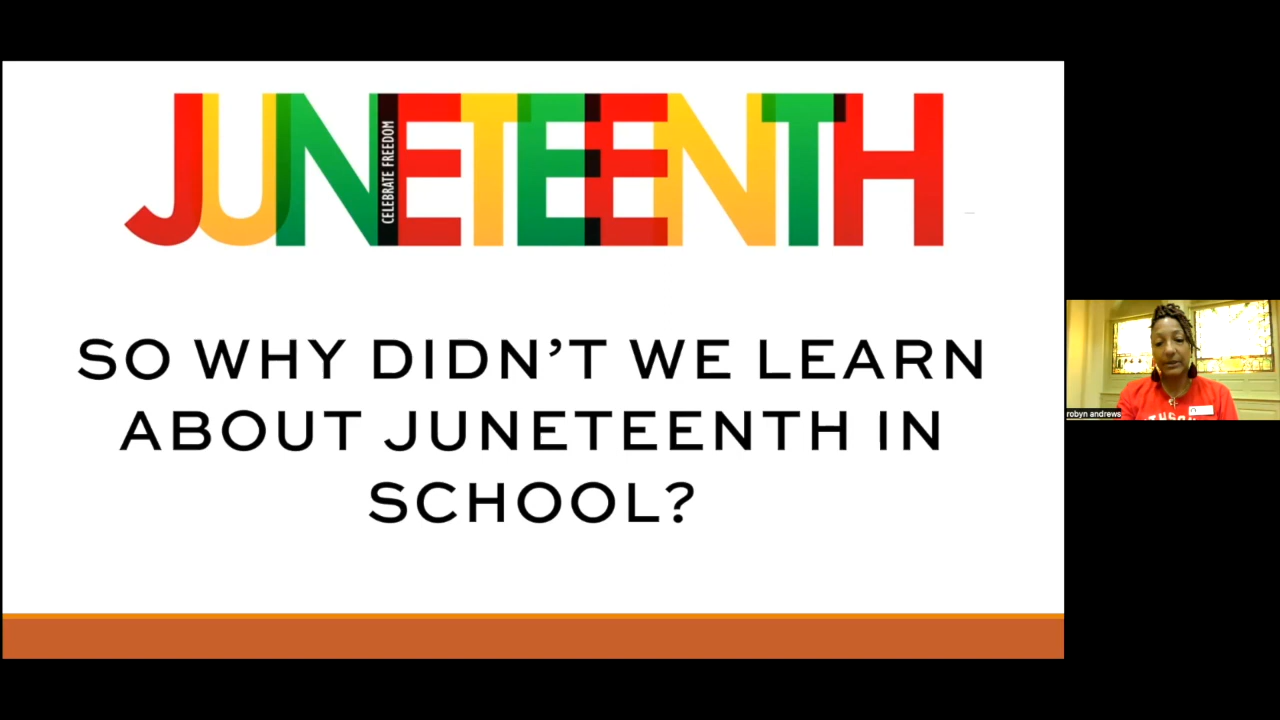 JUNETEENTH
CELEBRATE FREEDOM
SO WHY DIDN’T WE LEARN
ABOUT JUNETEENTH IN
SCHOOL?
robyn andrews